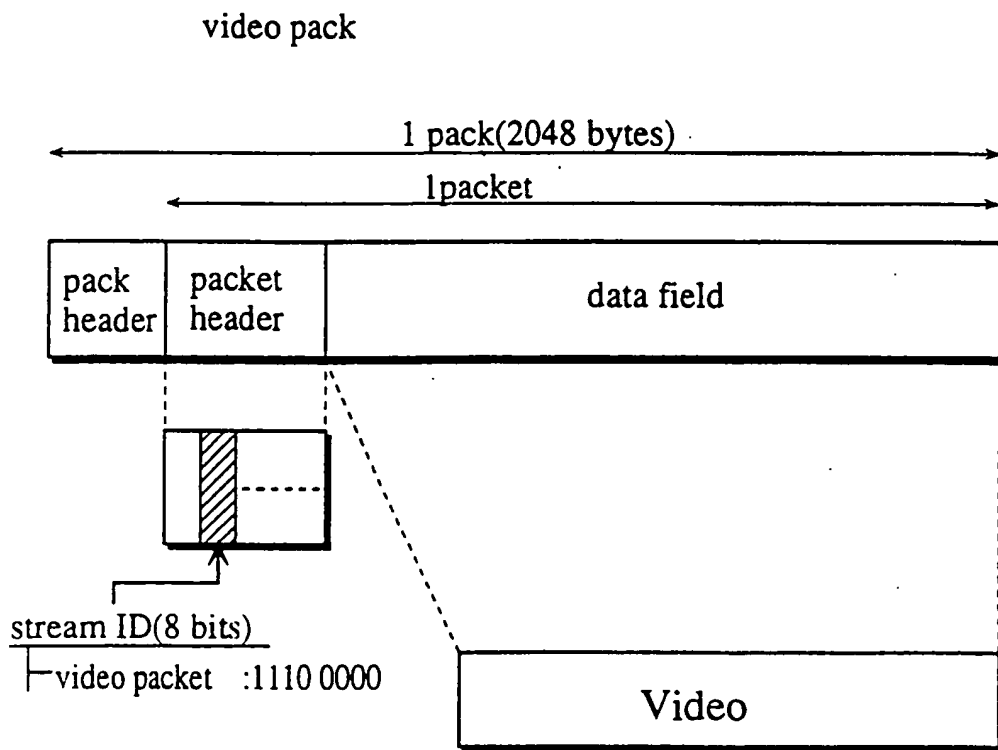 video pack
1 pack(2048 bytes)
1packet
pack
header
packet
header
data field
stream ID(8 bits)
video packet :1110 0000
Video